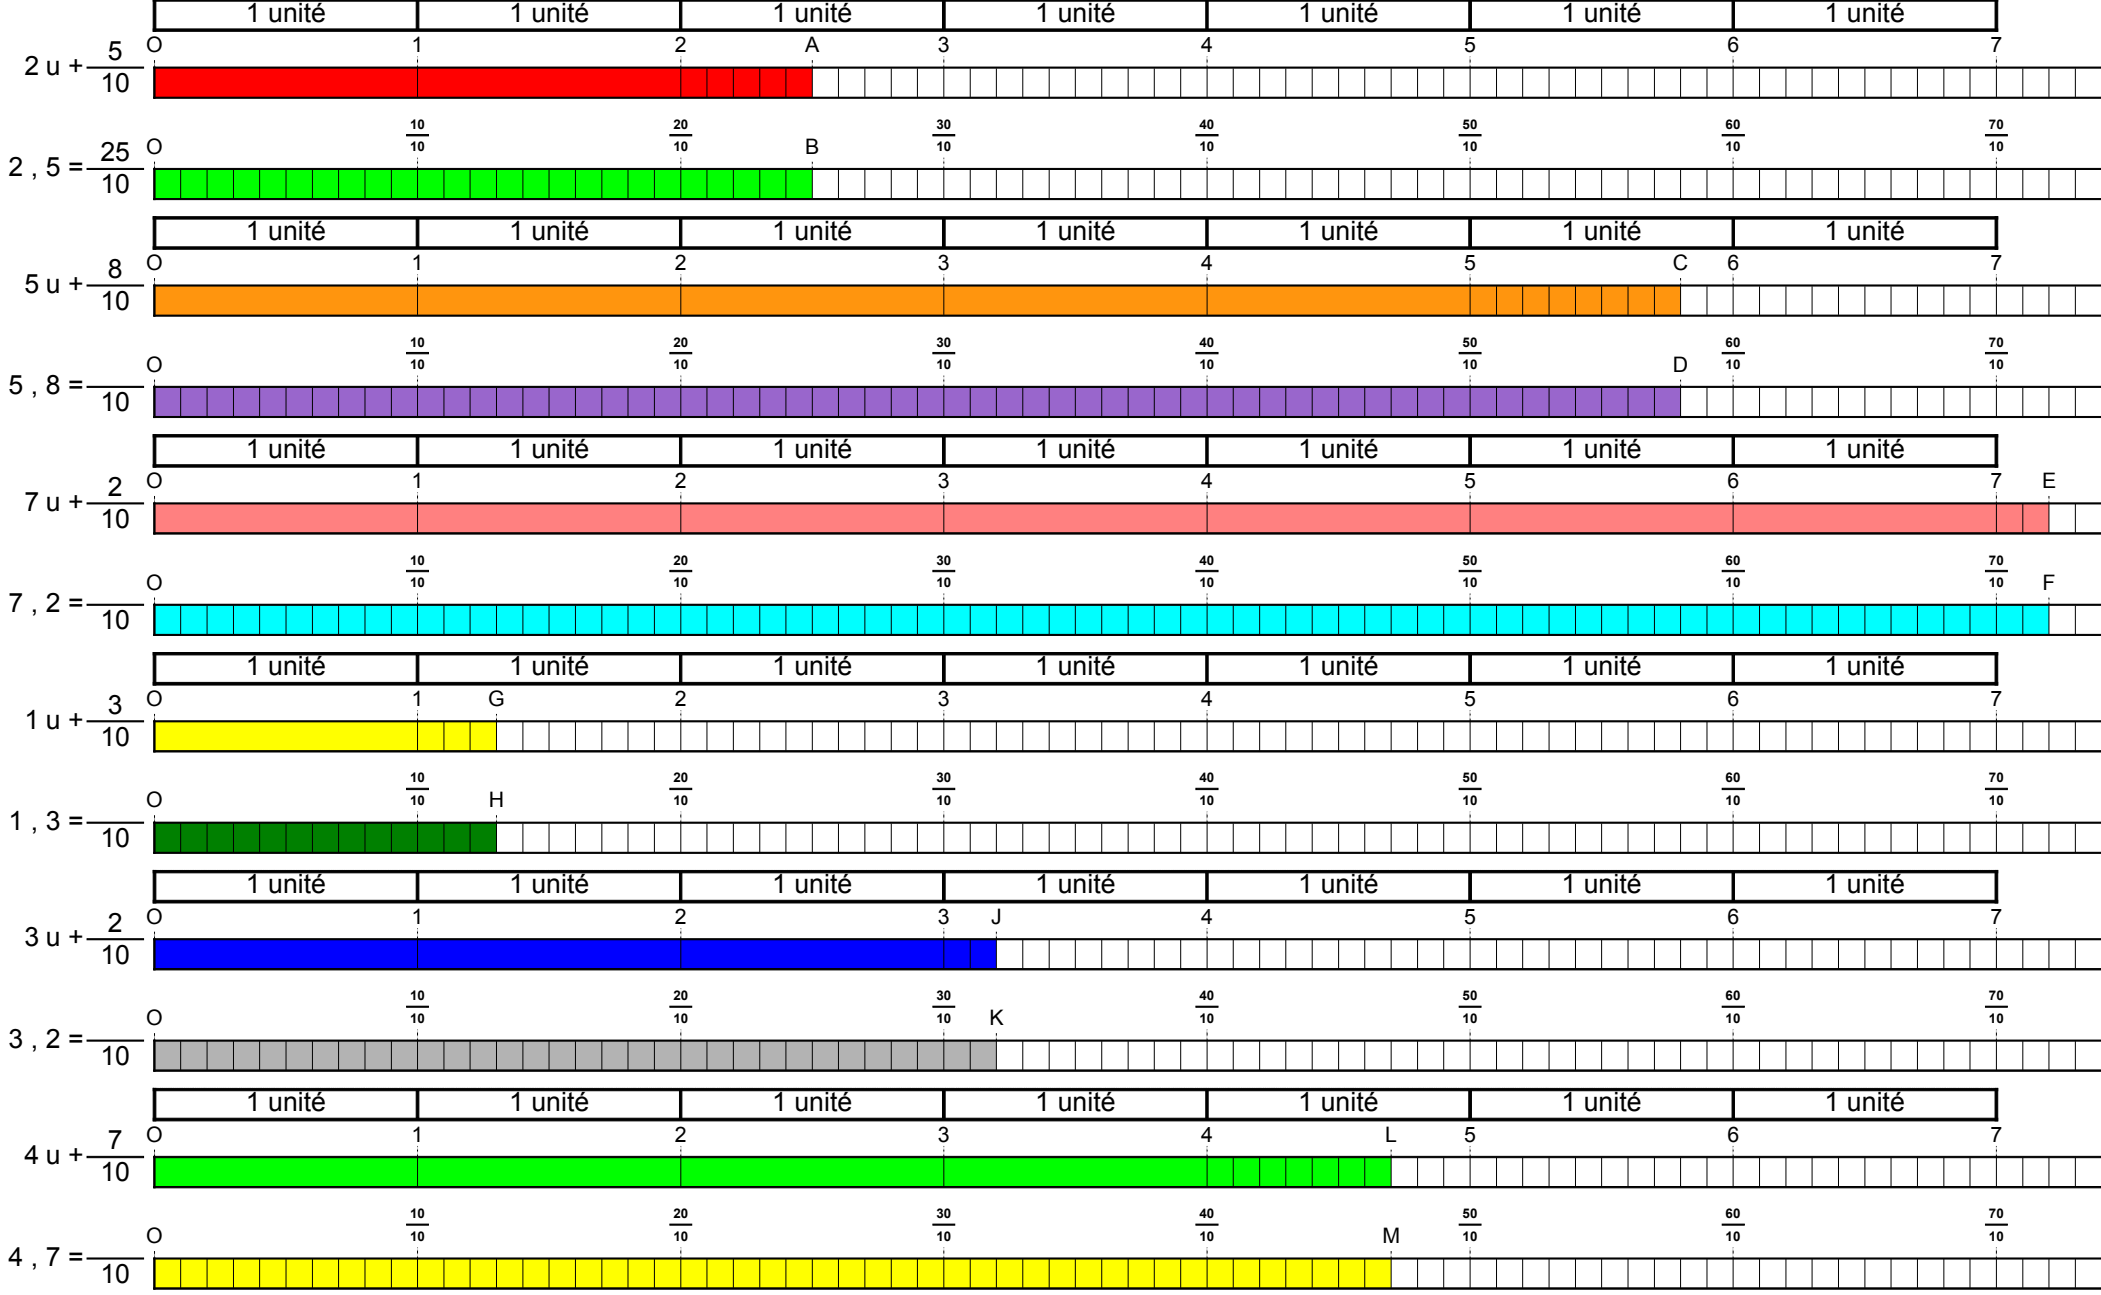 1 unité 1 unité 1 unité 1 unité 1 unité 1 unité 1 unité
2 u + 5/10 O 1 2 A 3 4 5 6 7
2 , 5 = 25/10 O 10/10 20/10 B 30/10 40/10 50/10 60/10 70/10
1 unité 1 unité 1 unité 1 unité 1 unité 1 unité 1 unité
5 u + 8/10 O 1 2 3 4 5 C 6 7
5 , 8 = /10 O 10/10 20/10 30/10 40/10 50/10 D 60/10 70/10
1 unité 1 unité 1 unité 1 unité 1 unité 1 unité 1 unité
7 u + 2/10 O 1 2 3 4 5 6 7 E
7 , 2 = /10 O 10/10 20/10 30/10 40/10 50/10 60/10 70/10 F
1 unité 1 unité 1 unité 1 unité 1 unité 1 unité 1 unité
1 u + 3/10 O 1 G 2 3 4 5 6 7
1 , 3 = /10 O 10/10 H 20/10 30/10 40/10 50/10 60/10 70/10
1 unité 1 unité 1 unité 1 unité 1 unité 1 unité 1 unité
3 u + 2/10 O 1 2 3 J 4 5 6 7
3 , 2 = /10 O 10/10 20/10 30/10 K 40/10 50/10 60/10 70/10
1 unité 1 unité 1 unité 1 unité 1 unité 1 unité 1 unité
4 u + 7/10 O 1 2 3 4 L 5 6 7
4 , 7 = /10 O 10/10 20/10 30/10 40/10 M 50/10 60/10 70/10